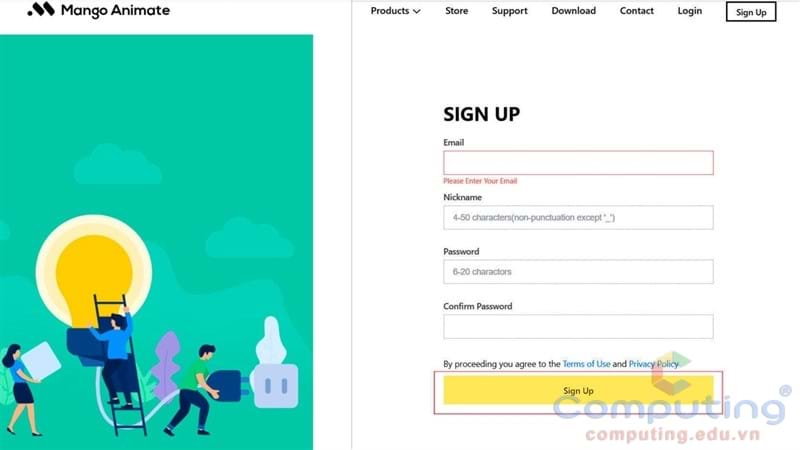 Mango Animate
Products Store Support Download Contact Login Sign Up
SIGN UP
Email
Please Enter Your Email
Nickname
4-50 characters(non-punctuation except '_')
Password
6-20 charactors
Confirm Password
By proceeding you agree to the Terms of Use and Privacy Policy
Sign Up
Computing®
computing.edu.vn